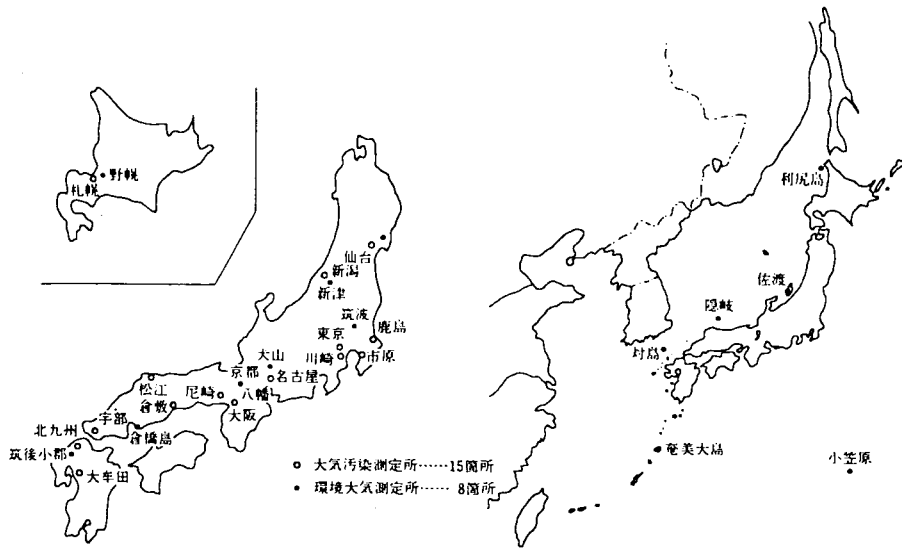 野幌
札幌
仙台
新潟
新津
筑波
鹿島
東京
川崎
市原
犬山
名古屋
京都
八幡
尼崎
大阪
松江
倉敷
宇部
倉橋島
北九州
筑後小郡
大牟田
○ 大気汚染測定所……15箇所
• 環境大気測定所…… 8箇所
利尻島
佐渡
隠岐
対島
奄美大島
小笠原